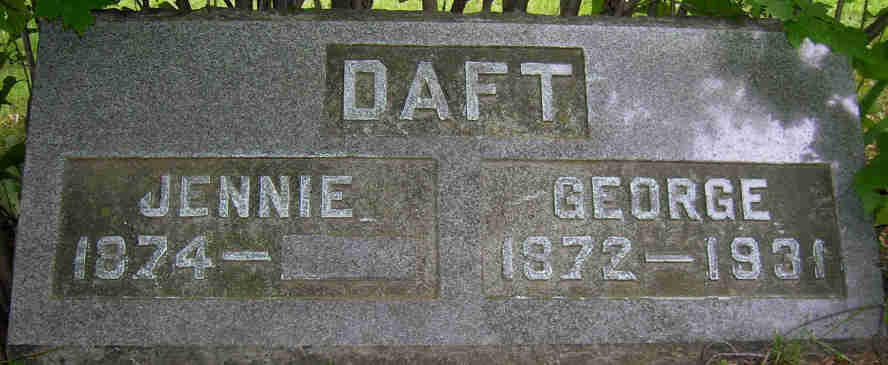 DAFT
JENNIE
1874—
GEORGE
1872—1931